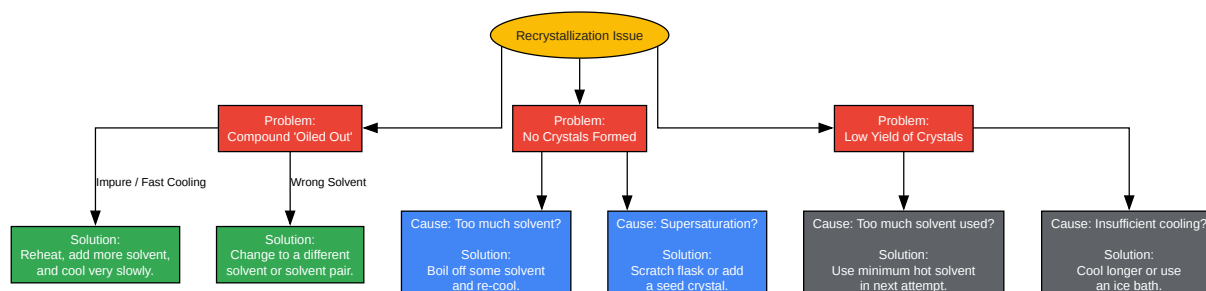 Recrystallization Issue
Problem:
Compound 'Oiled Out'
Problem:
No Crystals Formed
Problem:
Low Yield of Crystals
Impure / Fast Cooling
Wrong Solvent
Solution:
Reheat, add more solvent,
and cool very slowly.
Solution:
Change to a different
solvent or solvent pair.
Cause: Too much solvent?
Solution:
Boil off some solvent
and re-cool.
Cause: Supersaturation?
Solution:
Scratch flask or add
a seed crystal.
Cause: Too much solvent used?
Solution:
Use minimum hot solvent
in next attempt.
Cause: Insufficient cooling?
Solution:
Cool longer or use
an ice bath.